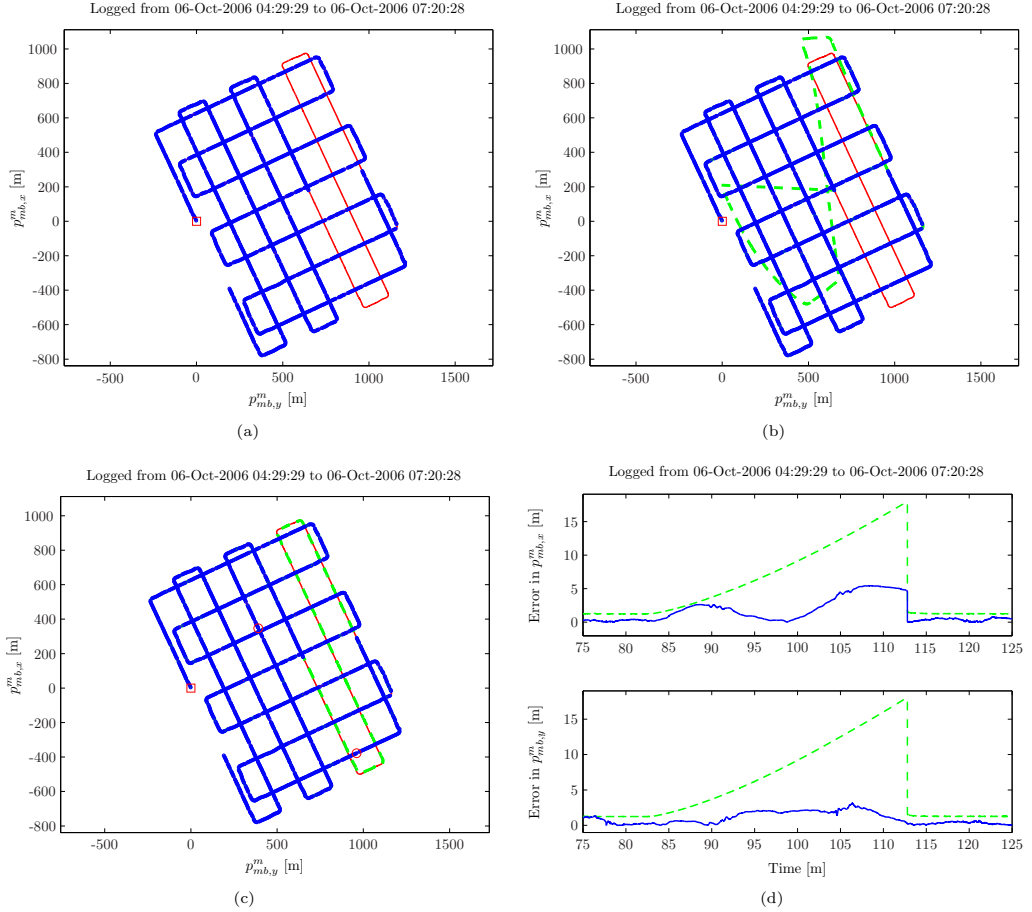 Logged from 06-Oct-2006 04:29:29 to 06-Oct-2006 07:20:28
1000
800
600
400
200
0
-200
-400
-600
-800
-500
0
500
1000
1500
p^m_{mb,x} [m]
p^m_{mb,y} [m]
(a)
Logged from 06-Oct-2006 04:29:29 to 06-Oct-2006 07:20:28
1000
800
600
400
200
0
-200
-400
-600
-800
-500
0
500
1000
1500
p^m_{mb,x} [m]
p^m_{mb,y} [m]
(b)
Logged from 06-Oct-2006 04:29:29 to 06-Oct-2006 07:20:28
1000
800
600
400
200
0
-200
-400
-600
-800
-500
0
500
1000
1500
p^m_{mb,x} [m]
p^m_{mb,y} [m]
(c)
Logged from 06-Oct-2006 04:29:29 to 06-Oct-2006 07:20:28
Error in p^m_{mb,x} [m]
15
10
5
0
75 80 85 90 95 100 105 110 115 120 125
Error in p^m_{mb,y} [m]
15
10
5
0
75 80 85 90 95 100 105 110 115 120 125
Time [m]
(d)